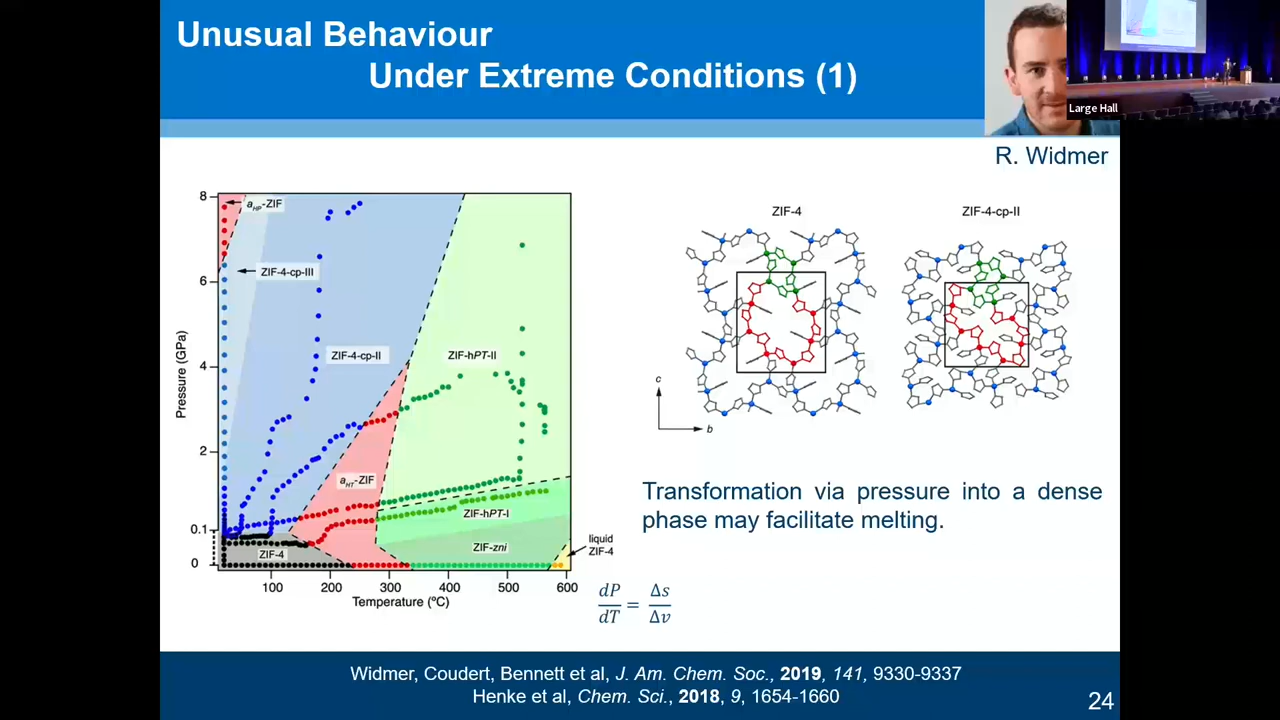 Unusual Behaviour
Under Extreme Conditions (1)
Large Hall
R. Widmer
8
6
4
2
0.1
0
Pressure (GPa)
aHP-ZIF
ZIF-4-cp-III
ZIF-4-cp-II
ZIF-hPT-II
aHT-ZIF
ZIF-hPT-I
ZIF-4
ZIF-zni
liquid
ZIF-4
100 200 300 400 500 600
Temperature (ºC)
dP/dT = Δs/Δv
ZIF-4
ZIF-4-cp-II
c
b
Transformation via pressure into a dense
phase may facilitate melting.
Widmer, Coudert, Bennett et al, J. Am. Chem. Soc., 2019, 141, 9330-9337
Henke et al, Chem. Sci., 2018, 9, 1654-1660
24